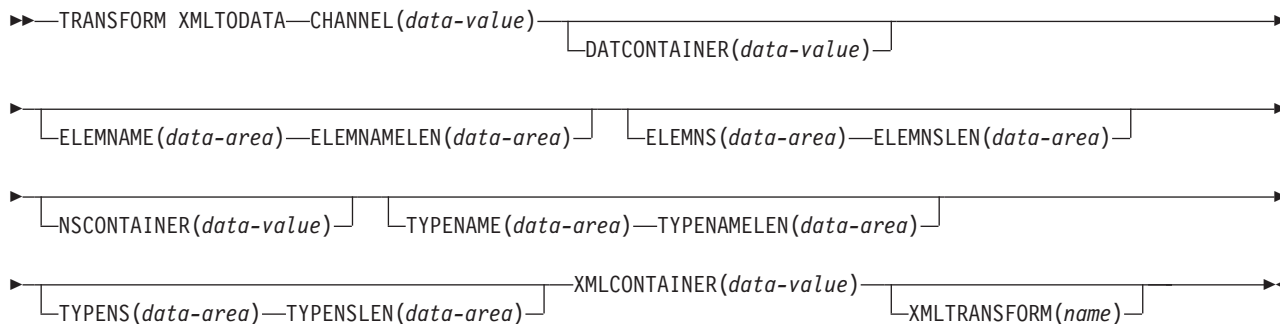 TRANSFORM XMLTODATA CHANNEL(data-value)
DATCONTAINER(data-value)
ELEMNAME(data-area) ELEMNAMELEN(data-area) ELEMNS(data-area) ELEMNSLEN(data-area)
NSCONTAINER(data-value) TYPENAME(data-area) TYPENAMELEN(data-area)
XMLCONTAINER(data-value)
TYPENS(data-area) TYPENSLEN(data-area) XMLTRANSFORM(name)